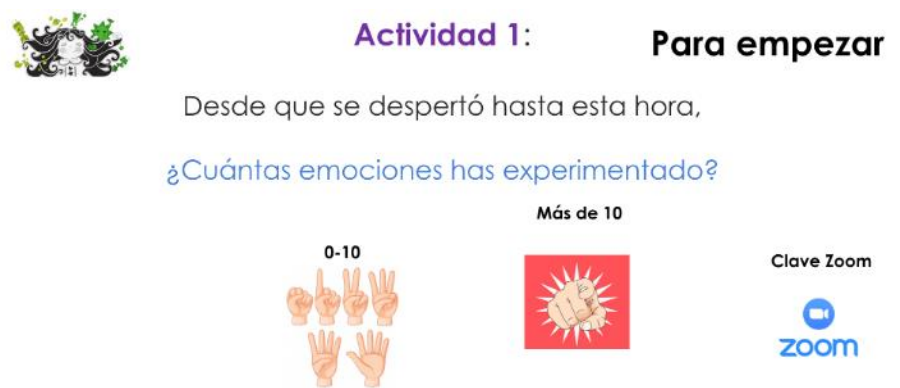 Actividad 1:
Para empezar
Desde que se despertó hasta esta hora,
¿Cuántas emociones has experimentado?
Más de 10
0-10
Clave Zoom
zoom